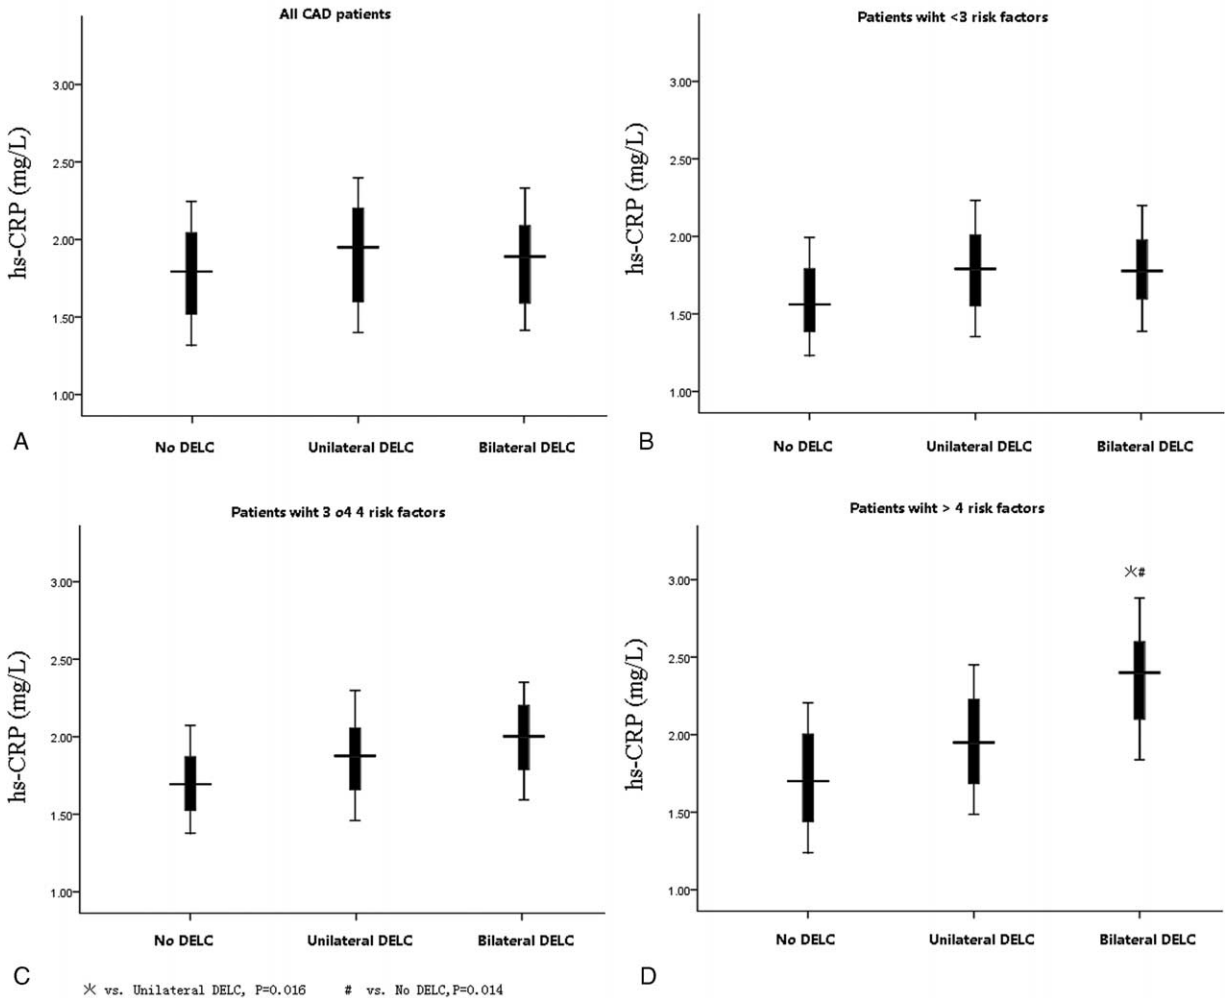 All CAD patients
hs-CRP (mg/L)
3.00
2.50
2.00
1.50
1.00
No DELC Unilateral DELC Bilateral DELC
A
Patients wiht <3 risk factors
hs-CRP (mg/L)
3.00
2.50
2.00
1.50
1.00
No DELC Unilateral DELC Bilateral DELC
B
Patients wiht 3 o4 4 risk factors
hs-CRP (mg/L)
3.00
2.50
2.00
1.50
1.00
No DELC Unilateral DELC Bilateral DELC
C
Patients wiht > 4 risk factors
hs-CRP (mg/L)
※#
3.00
2.50
2.00
1.50
1.00
No DELC Unilateral DELC Bilateral DELC
D
※ vs. Unilateral DELC, P=0.016 # vs. No DELC,P=0.014